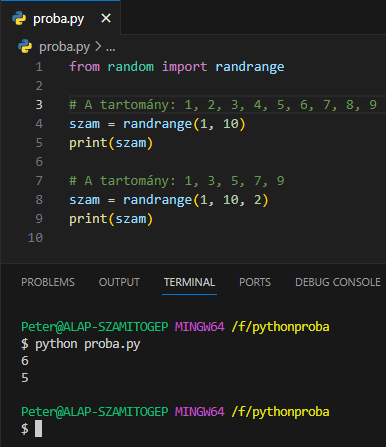 proba.py ×
proba.py > ...
1 from random import randrange
2
3 # A tartomány: 1, 2, 3, 4, 5, 6, 7, 8, 9
4 szam = randrange(1, 10)
5 print(szam)
6
7 # A tartomány: 1, 3, 5, 7, 9
8 szam = randrange(1, 10, 2)
9 print(szam)
10
PROBLEMS OUTPUT TERMINAL PORTS DEBUG CONSOLE
Peter@ALAP-SZAMITOGEP MINGW64 /f/pythonproba
$ python proba.py
6
5
Peter@ALAP-SZAMITOGEP MINGW64 /f/pythonproba
$